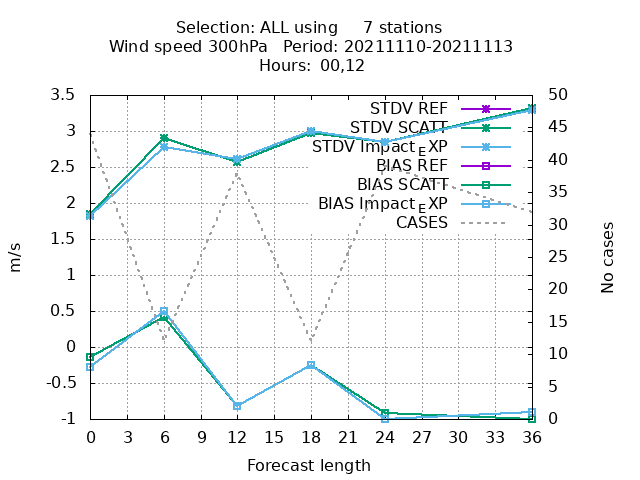 Selection: ALL using 7 stations
Wind speed 300hPa Period: 20211110-20211113
Hours: 00,12
3.5
3
2.5
2
1.5
1
0.5
0
-0.5
-1
m/s
STDV REF
STDV SCATT
STDV Impact_EXP
BIAS REF
BIAS SCATT
BIAS Impact_EXP
CASES
50
45
40
35
30
25
20
15
10
5
0
No cases
0 3 6 9 12 15 18 21 24 27 30 33 36
Forecast length